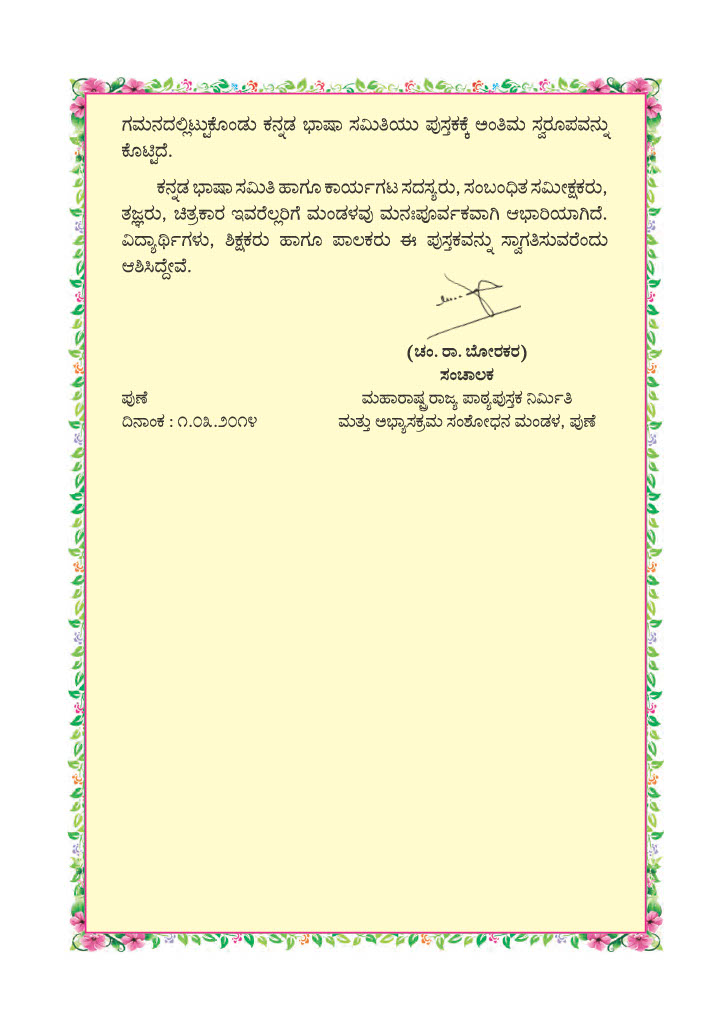 ಗಮನದಲ್ಲಿಟ್ಟುಕೊಂಡು ಕನ್ನಡ ಭಾಷಾ ಸಮಿತಿಯು ಪುಸ್ತಕಕ್ಕೆ ಅಂತಿಮ ಸ್ವರೂಪವನ್ನು
ಕೊಟ್ಟಿದೆ.
ಕನ್ನಡ ಭಾಷಾ ಸಮಿತಿ ಹಾಗೂ ಕಾರ್ಯಗಟ ಸದಸ್ಯರು, ಸಂಬಂಧಿತ ಸಮೀಕ್ಷಕರು,
ತಜ್ಞರು, ಚಿತ್ರಕಾರ ಇವರೆಲ್ಲರಿಗೆ ಮಂಡಳವು ಮನಃಪೂರ್ವಕವಾಗಿ ಆಭಾರಿಯಾಗಿದೆ.
ವಿದ್ಯಾರ್ಥಿಗಳು, ಶಿಕ್ಷಕರು ಹಾಗೂ ಪಾಲಕರು ಈ ಪುಸ್ತಕವನ್ನು ಸ್ವಾಗತಿಸುವರೆಂದು
ಆಶಿಸಿದ್ದೇವೆ.
(ಚಂ. ರಾ. ಬೋರಕರ)
ಸಂಚಾಲಕ
ಪುಣೆ ಮಹಾರಾಷ್ಟ್ರ ರಾಜ್ಯ ಪಾಠ್ಯಪುಸ್ತಕ ನಿರ್ಮಿತಿ
ದಿನಾಂಕ : ೧.೦೩.೨೦೧೪ ಮತ್ತು ಅಭ್ಯಾಸಕ್ರಮ ಸಂಶೋಧನ ಮಂಡಳ, ಪುಣೆ